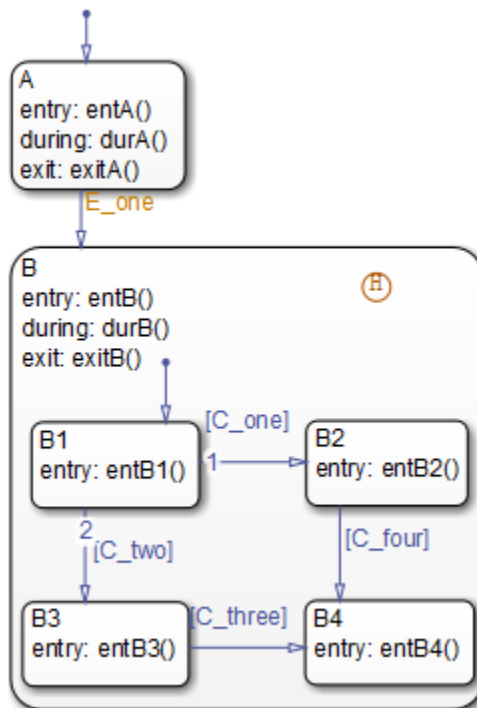 A
entry: entA()
during: durA()
exit: exitA()
E_one
B
entry: entB()
during: durB()
exit: exitB()
H
B1
entry: entB1()
[C_one]
1
B2
entry: entB2()
2
[C_two]
[C_four]
B3
entry: entB3()
[C_three]
B4
entry: entB4()